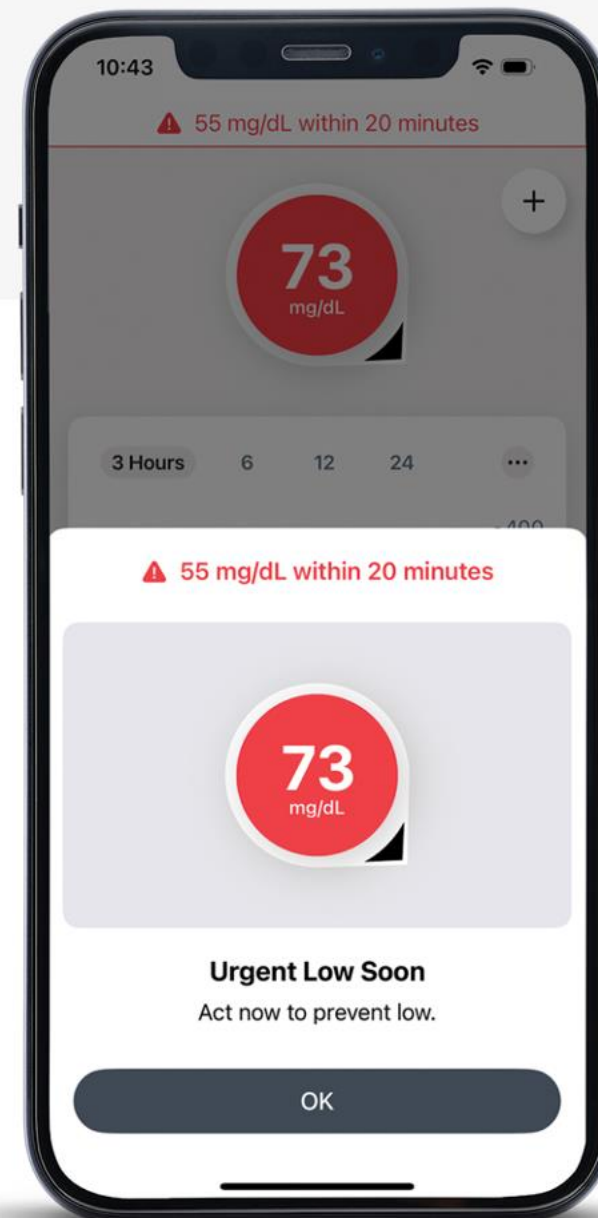 10:43
55 mg/dL within 20 minutes
73
mg/dL
3 Hours 6 12 24
400
55 mg/dL within 20 minutes
73
mg/dL
Urgent Low Soon
Act now to prevent low.
OK